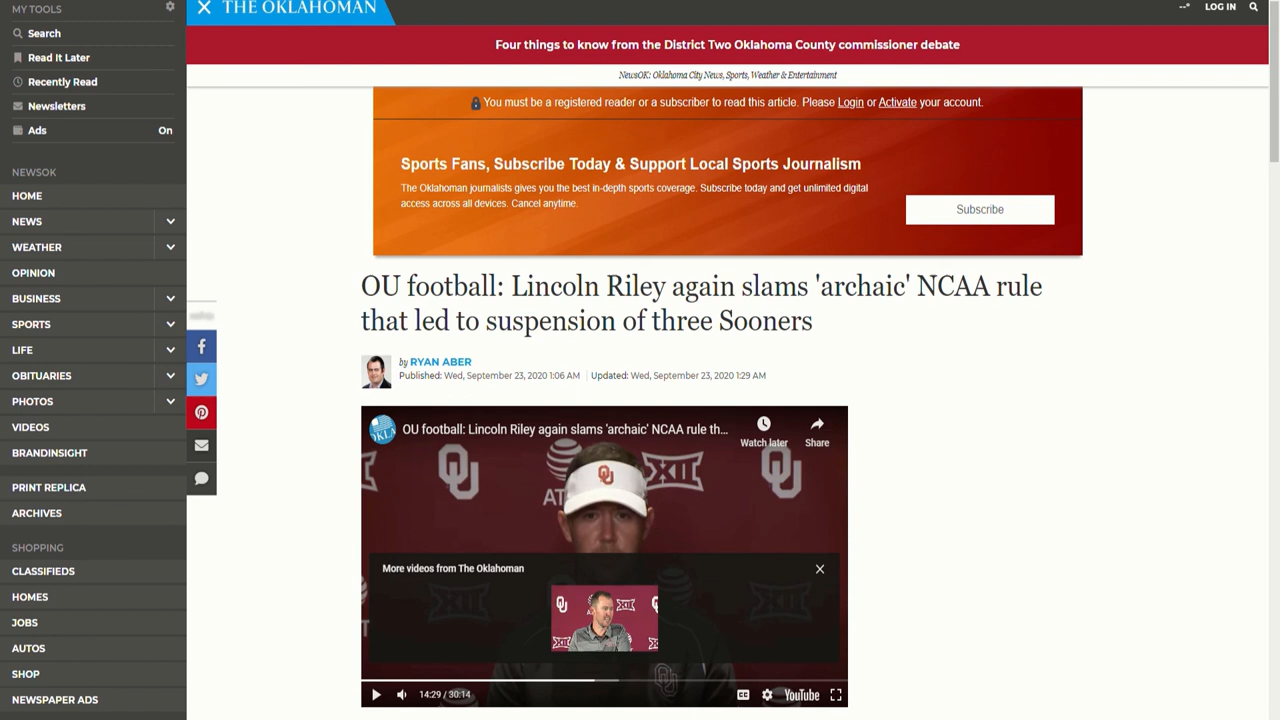 MY TOOLS
Search
Read It Later
Recently Read
Newsletters
Ads On
NEWSOK
HOME
NEWS
WEATHER
OPINION
BUSINESS
SPORTS
LIFE
OBITUARIES
PHOTOS
VIDEOS
BRANDINSIGHT
PRINT REPLICA
ARCHIVES
SHOPPING
CLASSIFIEDS
HOMES
JOBS
AUTOS
SHOP
NEWSPAPER ADS
THE OKLAHOMAN
--° LOG IN
Four things to know from the District Two Oklahoma County commissioner debate
NewsOK: Oklahoma City News, Sports, Weather & Entertainment
You must be a registered reader or a subscriber to read this article. Please Login or Activate your account.
Sports Fans, Subscribe Today & Support Local Sports Journalism
The Oklahoman journalists gives you the best in-depth sports coverage. Subscribe today and get unlimited digital
access across all devices. Cancel anytime.
Subscribe
OU football: Lincoln Riley again slams 'archaic' NCAA rule
that led to suspension of three Sooners
by RYAN ABER
Published: Wed, September 23, 2020 1:06 AM Updated: Wed, September 23, 2020 1:29 AM
OKLA
OU football: Lincoln Riley again slams 'archaic' NCAA rule th...
Watch later
Share
OU
AT
XII
OU
OU
More videos from The Oklahoman
14:29 / 30:14
CC
YouTube